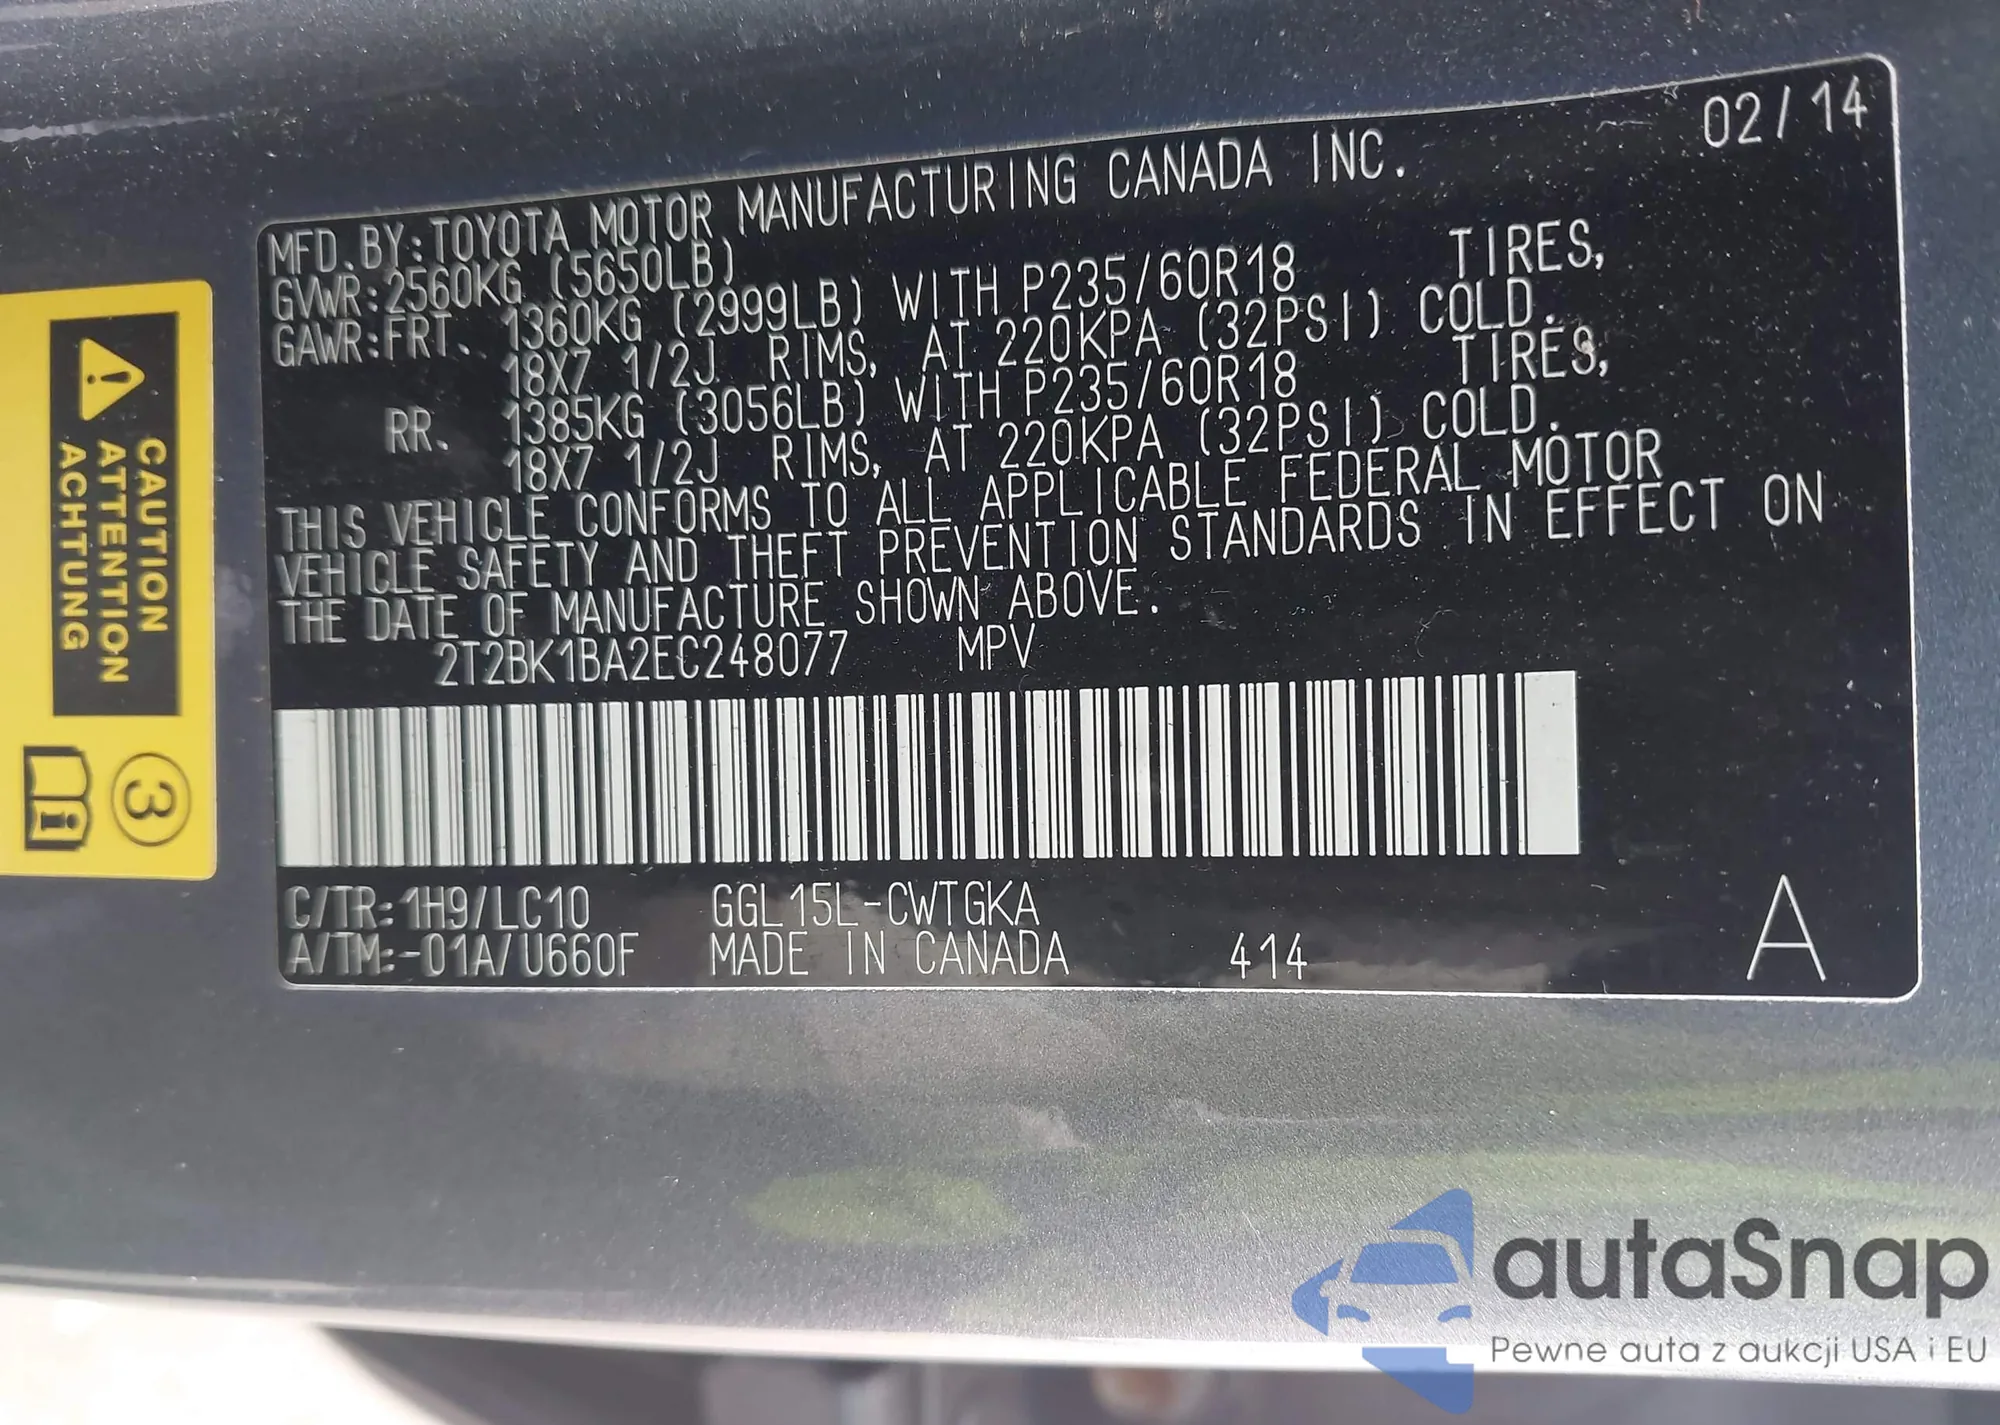 02/14
MFD.BY:TOYOTA MOTOR MANUFACTURING CANADA INC.
GVWR:2560KG (5650LB)
GAWR:FRT. 1360KG (2999LB) WITH P235/60R18 TIRES,
18X7 1/2J RIMS, AT 220KPA (32PSI) COLD.
RR. 1385KG (3056LB) WITH P235/60R18 TIRES,
18X7 1/2J RIMS, AT 220KPA (32PSI) COLD.
THIS VEHICLE CONFORMS TO ALL APPLICABLE FEDERAL MOTOR
VEHICLE SAFETY AND THEFT PREVENTION STANDARDS IN EFFECT ON
THE DATE OF MANUFACTURE SHOWN ABOVE.
2T2BK1BA2EC248077 MPV
C/TR:1H9/LC10 GGL15L-CWTGKA
A/TM:-01A/U660F MADE IN CANADA 414 A
CAUTION
ATTENTION
ACHTUNG
3
i
autaSnap
Pewne auta z aukcji USA i EU